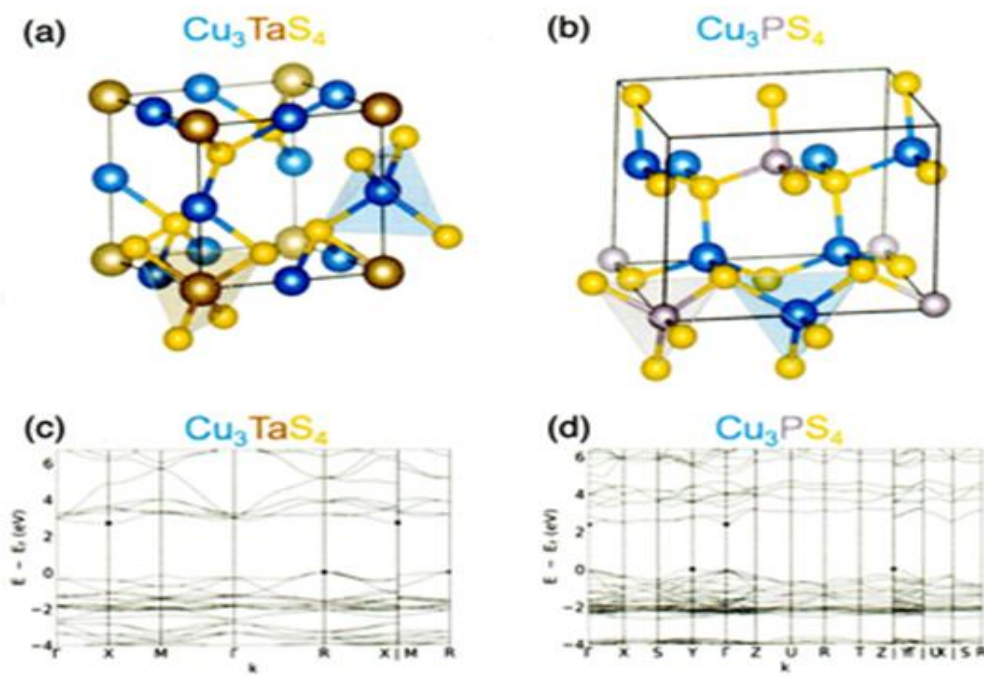 (a) Cu3TaS4
(b) Cu3PS4
(c) Cu3TaS4
6
4
2
0
−2
−4
E − Ef (eV)
Γ X M Γ R X|M R
k
(d) Cu3PS4
6
4
2
0
−2
−4
E − Ef (eV)
Γ X S Y Γ Z U R T Z| |UX|S R
k